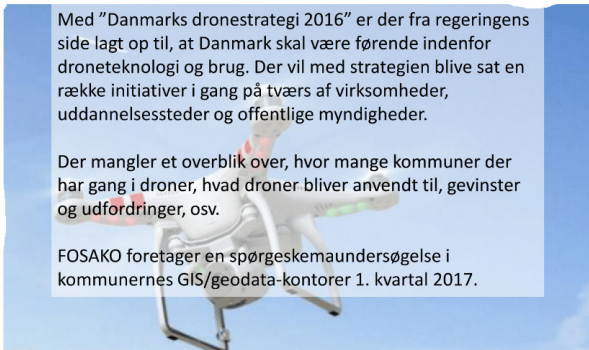 Med ”Danmarks dronestrategi 2016” er der fra regeringens
side lagt op til, at Danmark skal være førende indenfor
droneteknologi og brug. Der vil med strategien blive sat en
række initiativer i gang på tværs af virksomheder,
uddannelsessteder og offentlige myndigheder.
Der mangler et overblik over, hvor mange kommuner der
har gang i droner, hvad droner bliver anvendt til, gevinster
og udfordringer, osv.
FOSAKO foretager en spørgeskemaundersøgelse i
kommunernes GIS/geodata-kontorer 1. kvartal 2017.